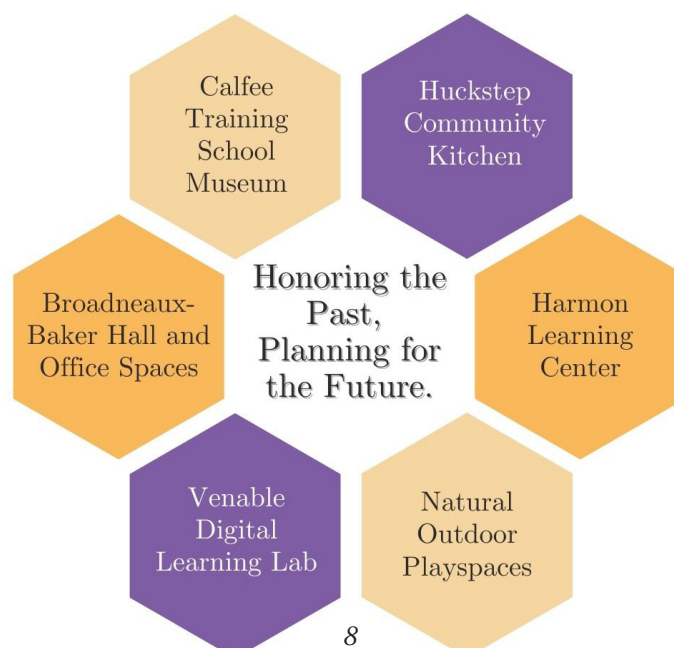 Calfee
Training
School
Museum
Huckstep
Community
Kitchen
Broadneaux-
Baker Hall and
Office Spaces
Honoring the
Past,
Planning for
the Future.
Harmon
Learning
Center
Venable
Digital
Learning Lab
Natural
Outdoor
Playspaces
8